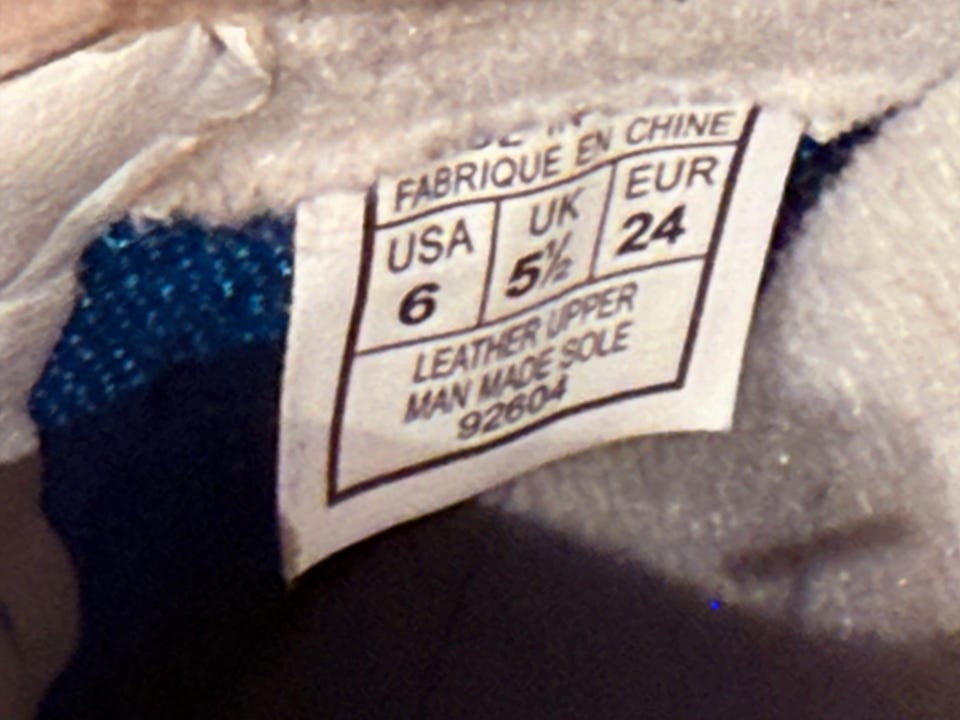 FABRIQUE EN CHINE
USA UK EUR
6 5½ 24
LEATHER UPPER
MAN MADE SOLE
92604